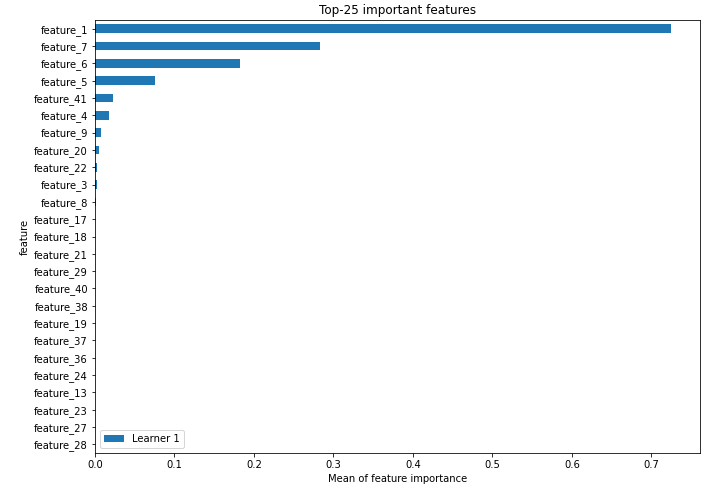 Top-25 important features
feature_1
feature_7
feature_6
feature_5
feature_41
feature_4
feature_9
feature_20
feature_22
feature_3
feature_8
feature_17
feature_18
feature_21
feature_29
feature_40
feature_38
feature_19
feature_37
feature_36
feature_24
feature_13
feature_23
feature_27
feature_28
feature
Learner 1
0.0 0.1 0.2 0.3 0.4 0.5 0.6 0.7
Mean of feature importance